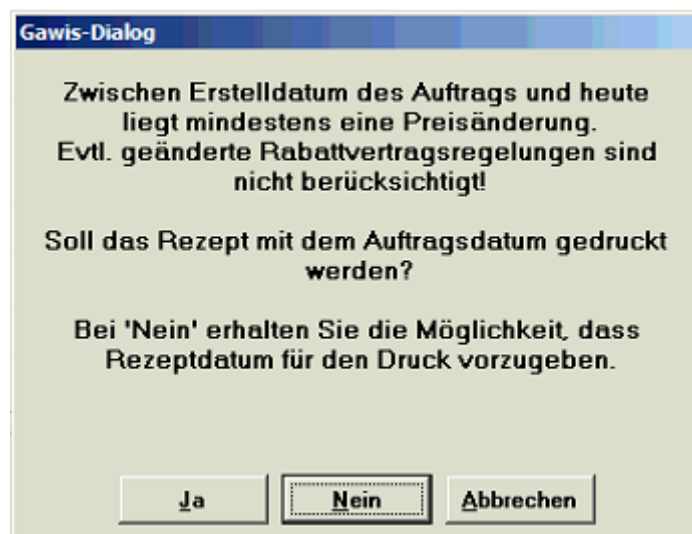 Gawis-Dialog
Zwischen Erstelldatum des Auftrags und heute
liegt mindestens eine Preisänderung.
Evtl. geänderte Rabattvertragsregelungen sind
nicht berücksichtigt!
Soll das Rezept mit dem Auftragsdatum gedruckt
werden?
Bei 'Nein' erhalten Sie die Möglichkeit, dass
Rezeptdatum für den Druck vorzugeben.
Ja Nein Abbrechen